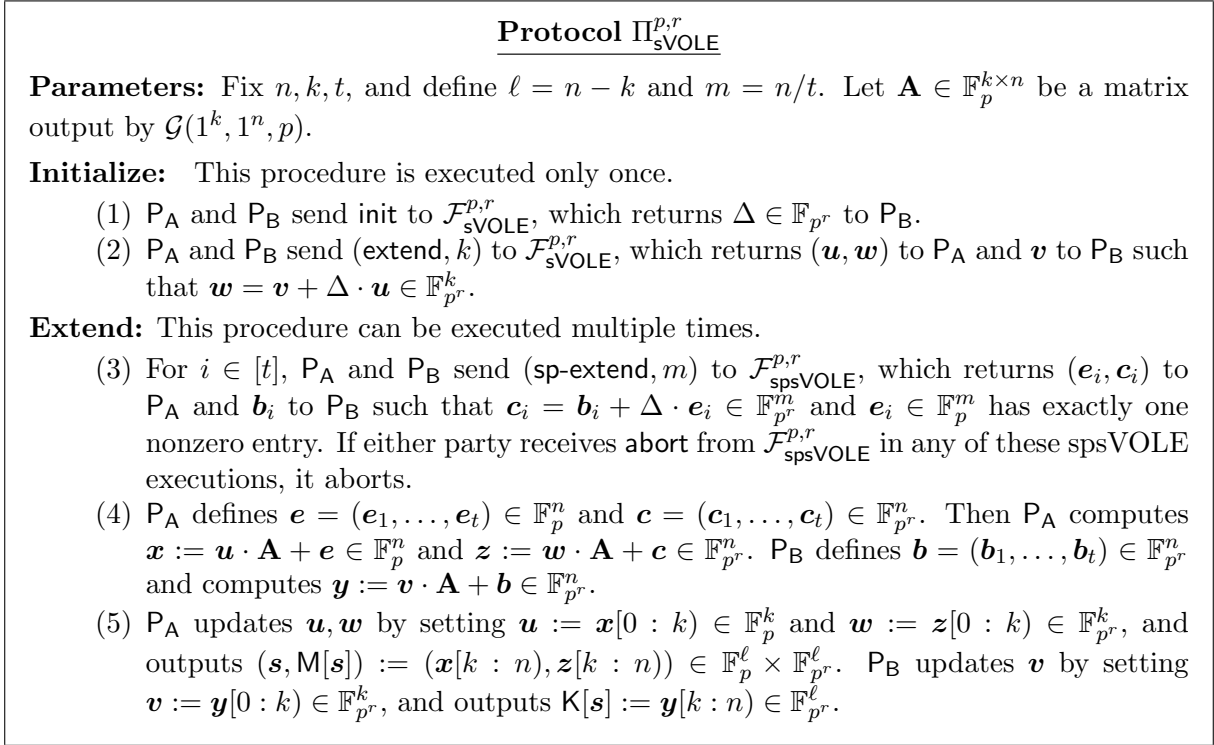 Protocol Π^{p,r}_{sVOLE}
Parameters: Fix n, k, t, and define ℓ = n − k and m = n/t. Let A ∈ 𝔽_p^{k×n} be a matrix
output by 𝒢(1^k, 1^n, p).
Initialize: This procedure is executed only once.
(1) P_A and P_B send init to ℱ^{p,r}_{sVOLE}, which returns Δ ∈ 𝔽_{p^r} to P_B.
(2) P_A and P_B send (extend, k) to ℱ^{p,r}_{sVOLE}, which returns (u, w) to P_A and v to P_B such
that w = v + Δ · u ∈ 𝔽^k_{p^r}.
Extend: This procedure can be executed multiple times.
(3) For i ∈ [t], P_A and P_B send (sp-extend, m) to ℱ^{p,r}_{spsVOLE}, which returns (e_i, c_i) to
P_A and b_i to P_B such that c_i = b_i + Δ · e_i ∈ 𝔽^m_{p^r} and e_i ∈ 𝔽^m_p has exactly one
nonzero entry. If either party receives abort from ℱ^{p,r}_{spsVOLE} in any of these spsVOLE
executions, it aborts.
(4) P_A defines e = (e_1, . . . , e_t) ∈ 𝔽^n_p and c = (c_1, . . . , c_t) ∈ 𝔽^n_{p^r}. Then P_A computes
x := u · A + e ∈ 𝔽^n_p and z := w · A + c ∈ 𝔽^n_{p^r}. P_B defines b = (b_1, . . . , b_t) ∈ 𝔽^n_{p^r}
and computes y := v · A + b ∈ 𝔽^n_{p^r}.
(5) P_A updates u, w by setting u := x[0 : k) ∈ 𝔽^k_p and w := z[0 : k) ∈ 𝔽^k_{p^r}, and
outputs (s, M[s]) := (x[k : n), z[k : n)) ∈ 𝔽^ℓ_p × 𝔽^ℓ_{p^r}. P_B updates v by setting
v := y[0 : k) ∈ 𝔽^k_{p^r}, and outputs K[s] := y[k : n) ∈ 𝔽^ℓ_{p^r}.